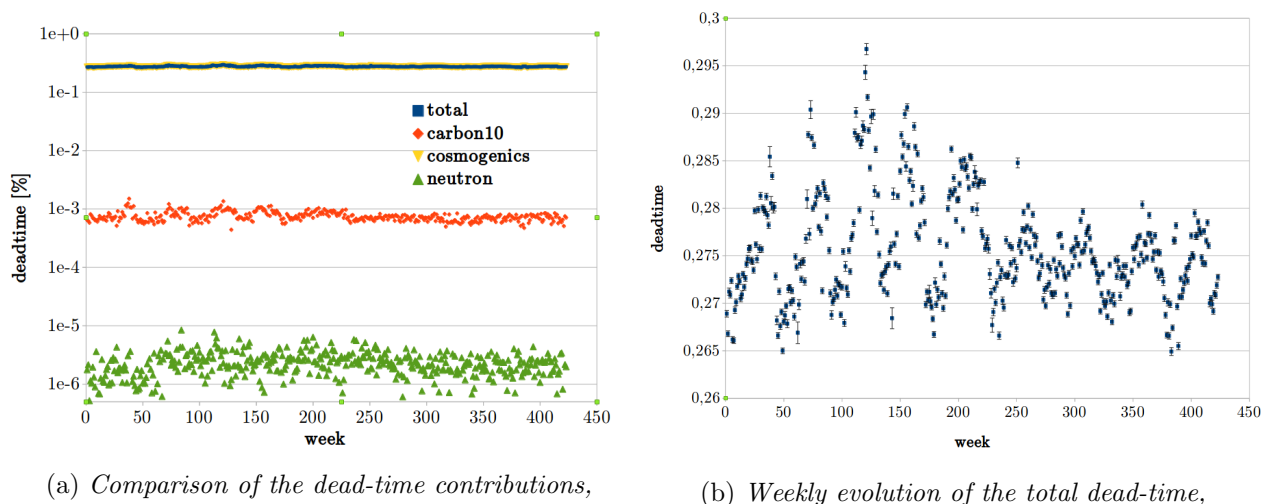 1e+0
1e-1
1e-2
1e-3
1e-4
1e-5
1e-6
deadtime [%]
total
carbon10
cosmogenics
neutron
0 50 100 150 200 250 300 350 400 450
week
(a) Comparison of the dead-time contributions,
0,3
0,295
0,29
0,285
0,28
0,275
0,27
0,265
0,26
deadtime
0 50 100 150 200 250 300 350 400 450
week
(b) Weekly evolution of the total dead-time,